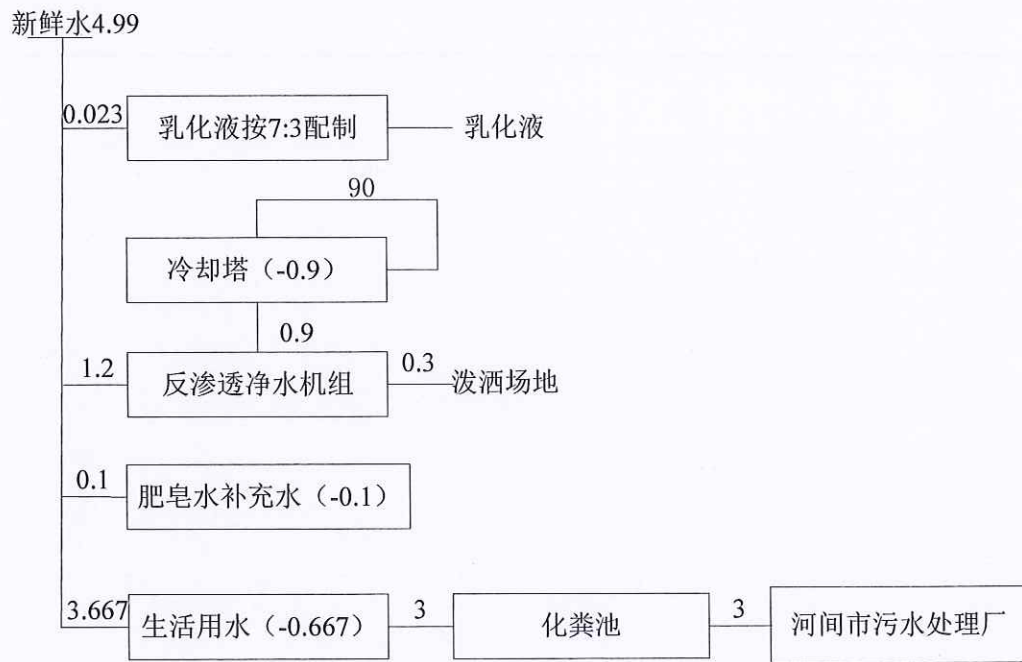 新鲜水4.99
0.023
乳化液按7:3配制
乳化液
90
冷却塔（-0.9）
0.9
1.2
反渗透净水机组
0.3
泼洒场地
0.1
肥皂水补充水（-0.1）
3.667
生活用水（-0.667）
3
化粪池
3
河间市污水处理厂